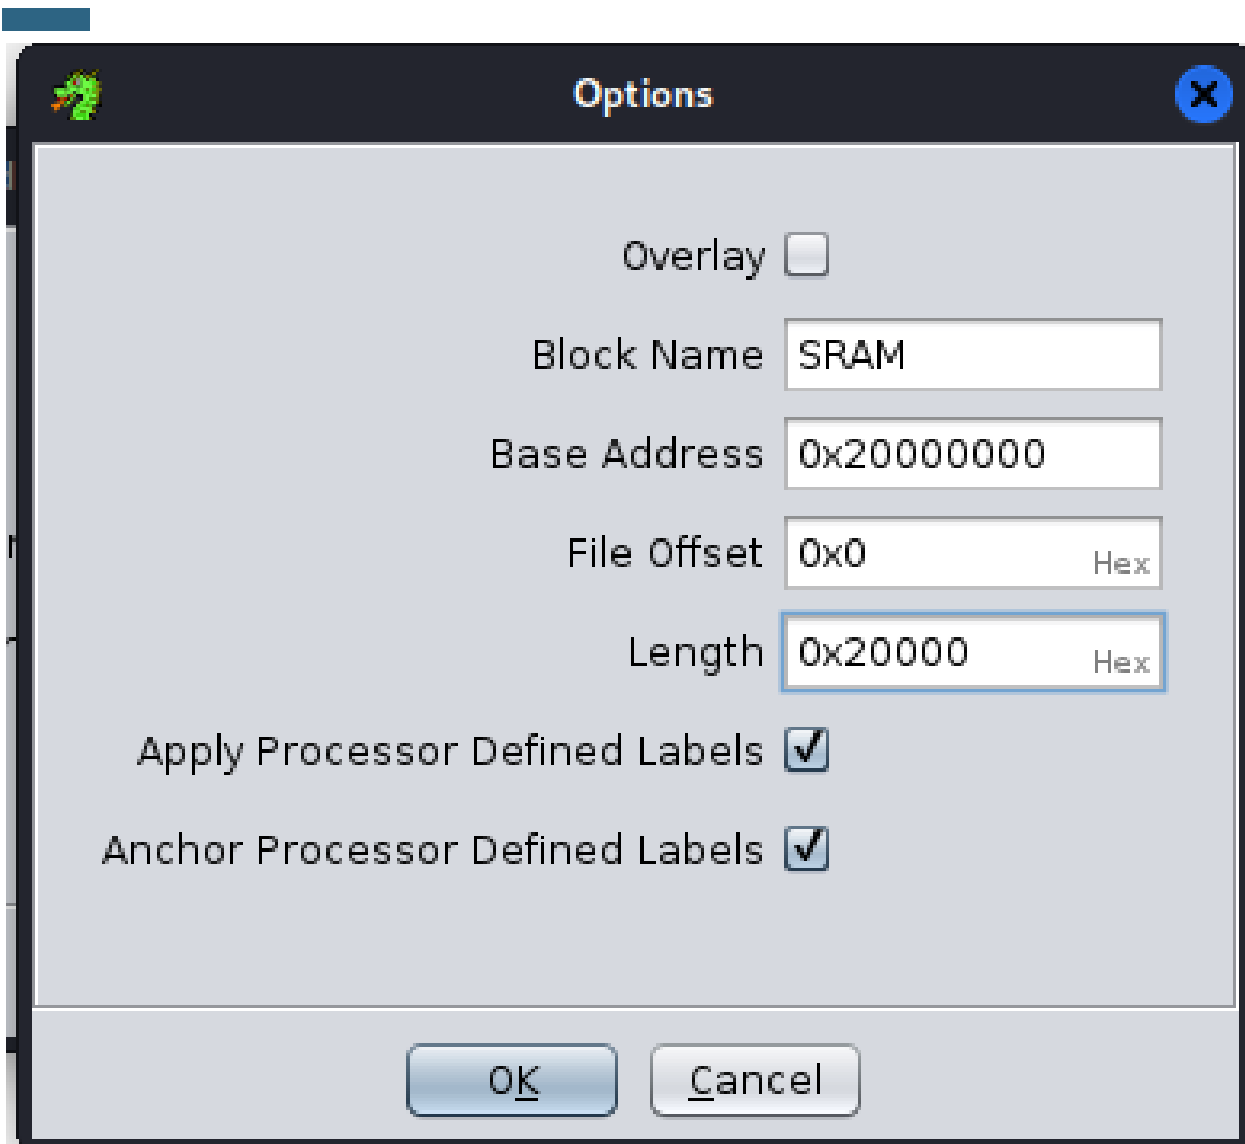 Options
Overlay
Block Name SRAM
Base Address 0x20000000
File Offset 0x0 Hex
Length 0x20000 Hex
Apply Processor Defined Labels
Anchor Processor Defined Labels
OK Cancel